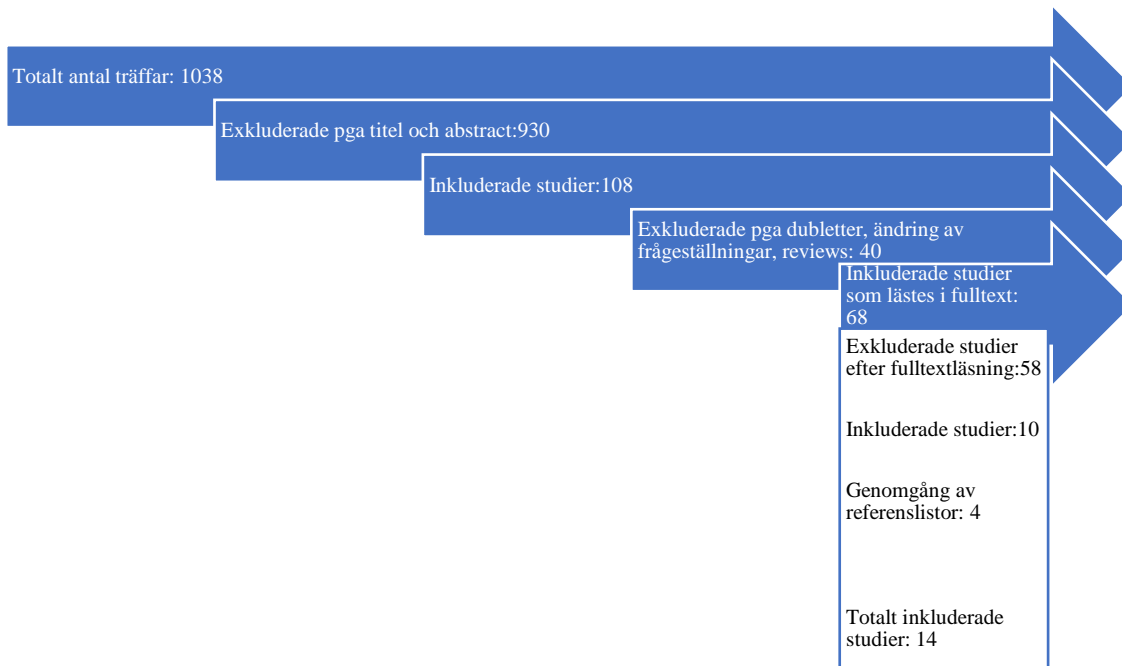 Totalt antal träffar: 1038
Exkluderade pga titel och abstract:930
Inkluderade studier:108
Exkluderade pga dubletter, ändring av
frågeställningar, reviews: 40
Inkluderade studier
som lästes i fulltext:
68
Exkluderade studier
efter fulltextläsning:58
Inkluderade studier:10
Genomgång av
referenslistor: 4
Totalt inkluderade
studier: 14